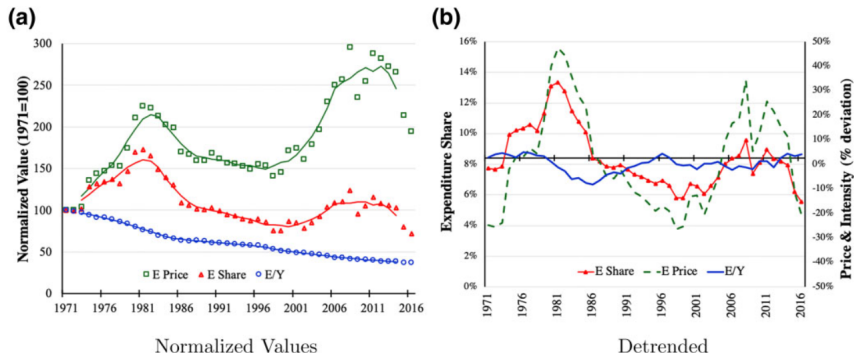 (a)
Normalized Value (1971=100)
300
250
200
150
100
50
0
E Price
E Share
E/Y
1971 1976 1981 1986 1991 1996 2001 2006 2011 2016
Normalized Values
(b)
Expenditure Share
16%
14%
12%
10%
8%
6%
4%
2%
0%
50%
40%
30%
20%
10%
0%
-10%
-20%
-30%
-40%
-50%
Price & Intensity (% deviation)
E Share
E Price
E/Y
1971 1976 1981 1986 1991 1996 2001 2006 2011 2016
Detrended